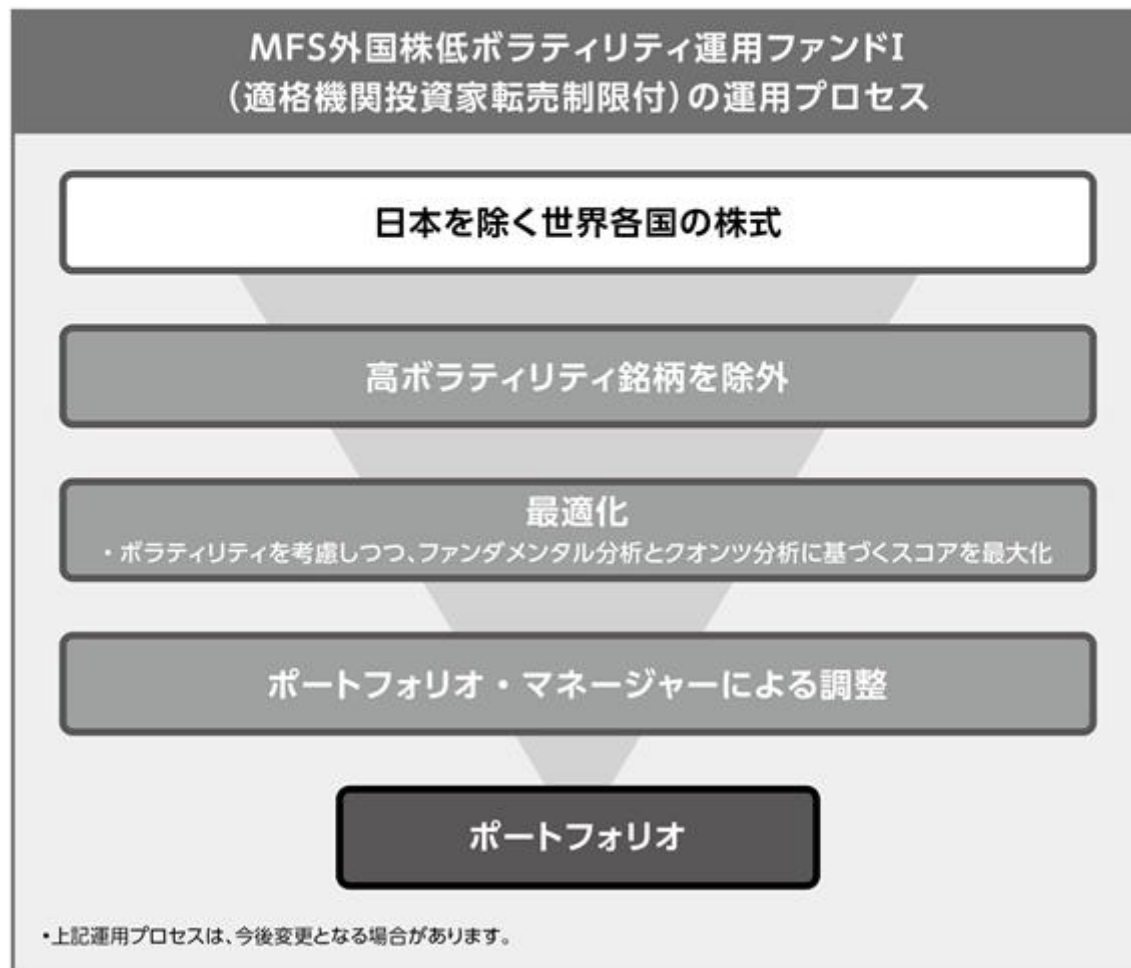 MFS外国株低ボラティリティ運用ファンドI
（適格機関投資家転売制限付）の運用プロセス
日本を除く世界各国の株式
高ボラティリティ銘柄を除外
最適化
・ボラティリティを考慮しつつ、ファンダメンタル分析とクオンツ分析に基づくスコアを最大化
ポートフォリオ・マネージャーによる調整
ポートフォリオ
・上記運用プロセスは、今後変更となる場合があります。